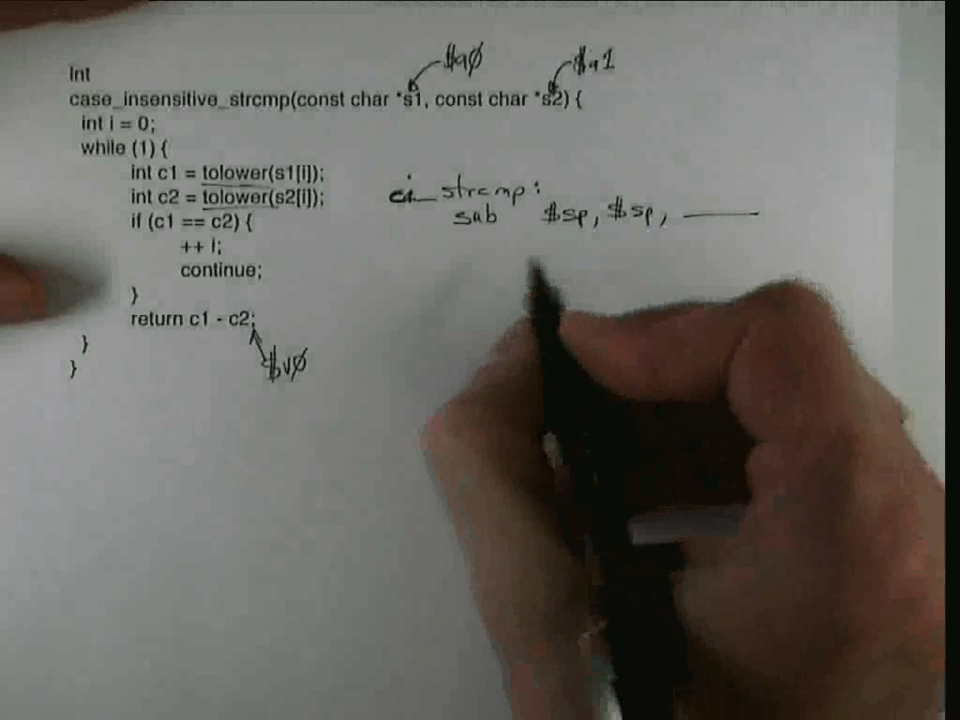 $a0 $a1
int
case_insensitive_strcmp(const char *s1, const char *s2) {
int i = 0;
while (1) {
int c1 = tolower(s1[i]);
int c2 = tolower(s2[i]);
if (c1 == c2) {
++ i;
continue;
}
return c1 - c2;
}
}
$v0
ci_strcmp:
sub $sp, $sp, ____